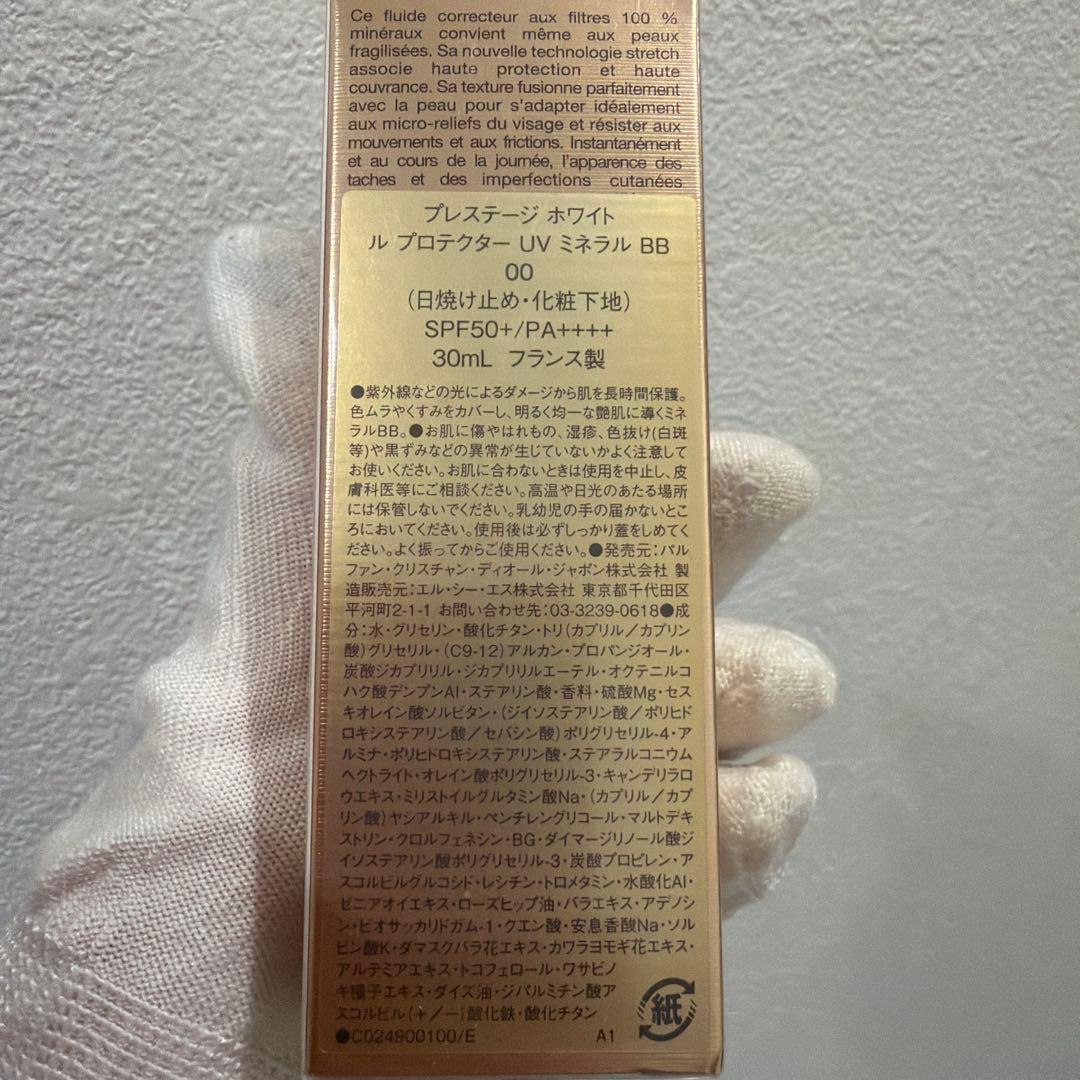 Ce fluide correcteur aux filtres 100 %
minéraux convient même aux peaux
fragilisées. Sa nouvelle technologie stretch
associe haute protection et haute
couvrance. Sa texture fusionne parfaitement
avec la peau pour s'adapter idéalement
aux micro-reliefs du visage et résister aux
mouvements et aux frictions. Instantanément
et au cours de la journée, l'apparence des
taches et des imperfections cutanées
プレステージ ホワイト
ル プロテクター UV ミネラル BB
00
(日焼け止め・化粧下地)
SPF50+/PA++++
30mL フランス製
●紫外線などの光によるダメージから肌を長時間保護。
色ムラやくすみをカバーし、明るく均一な艶肌に導くミネ
ラルBB。●お肌に傷やはれもの、湿疹、色抜け(白斑
等)や黒ずみなどの異常が生じていないかよく注意して
お使いください。お肌に合わないときは使用を中止し、皮
膚科医等にご相談ください。高温や日光のあたる場所
には保管しないでください。乳幼児の手の届かないとこ
ろにおいてください。使用後は必ずしっかり蓋をしめてく
ださい。よく振ってからご使用ください。●発売元:パル
ファン・クリスチャン・ディオール・ジャポン株式会社 製
造販売元:エル・シー・エス株式会社 東京都千代田区
平河町2-1-1 お問い合わせ先:03-3239-0618●成
分:水・グリセリン・酸化チタン・トリ(カプリル/カプリン
酸)グリセリル・(C9-12)アルカン・プロパンジオール・
炭酸ジカプリリル・ジカプリリルエーテル・オクテニルコ
ハク酸デンプンAl・ステアリン酸・香料・硫酸Mg・セス
キオレイン酸ソルビタン・(ジイソステアリン酸/ポリヒド
ロキシステアリン酸/セバシン酸)ポリグリセリル-4・ア
ルミナ・ポリヒドロキシステアリン酸・ステアラルコニウム
ヘクトライト・オレイン酸ポリグリセリル-3・キャンデリラロ
ウエキス・ミリストイルグルタミン酸Na・(カプリル/カプ
リン酸)ヤシアルキル・ペンチレングリコール・マルトデキ
ストリン・クロルフェネシン・BG・ダイマージリノール酸ジ
イソステアリン酸ポリグリセリル-3・炭酸プロピレン・ア
スコルビルグルコシド・レシチン・トロメタミン・水酸化Al・
ゼニアオイエキス・ローズヒップ油・バラエキス・アデノシ
ン・ビオサッカリドガム-1・クエン酸・安息香酸Na・ソル
ビン酸K・ダマスクバラ花エキス・カワラヨモギ花エキス・
アルテミアエキス・トコフェロール・ワサビノ
キ種子エキス・ダイズ油・ジパルミチン酸ア
スコルビル(+/−)酸化鉄・酸化チタン
●C024900100/E A1
紙